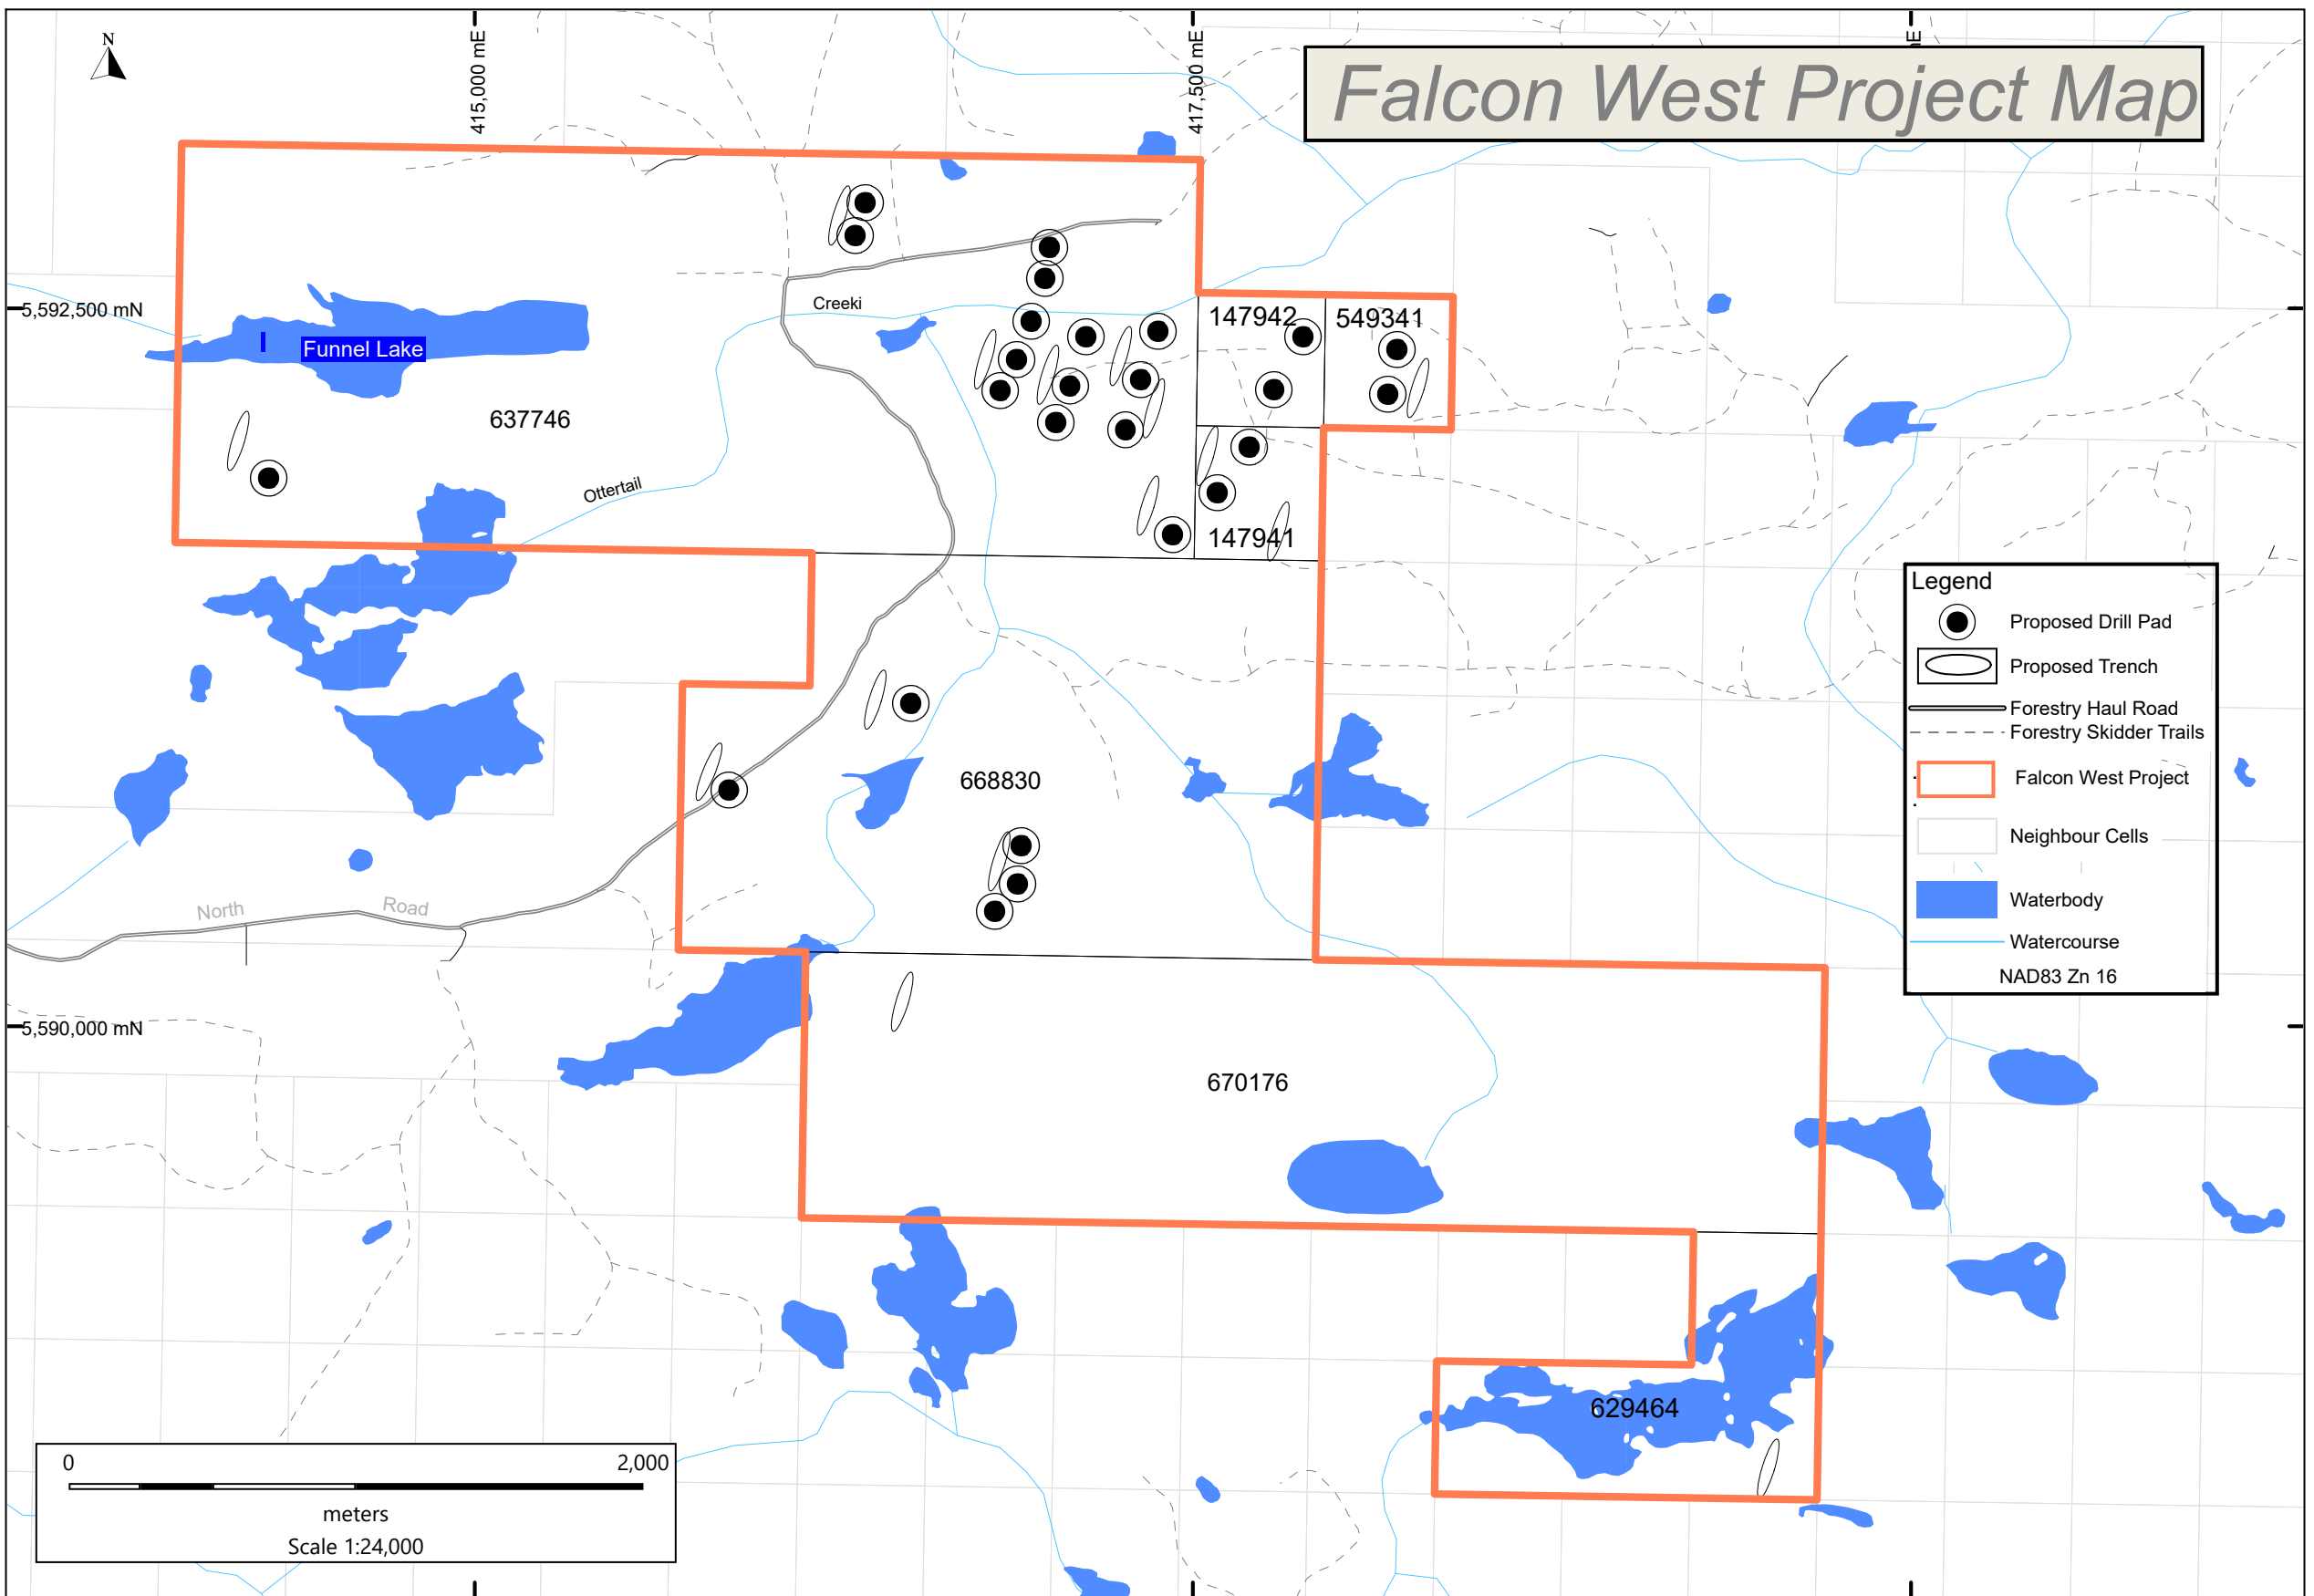 N
415,000 mE
417,500 mE
mE
Falcon West Project Map
5,592,500 mN
Creeki
147942
549341
Funnel Lake
637746
Ottertail
147941
Legend
Proposed Drill Pad
Proposed Trench
Forestry Haul Road
Forestry Skidder Trails
Falcon West Project
668830
Neighbour Cells
Waterbody
North Road
Watercourse
NAD83 Zn 16
5,590,000 mN
670176
629464
0 2,000
meters
Scale 1:24,000